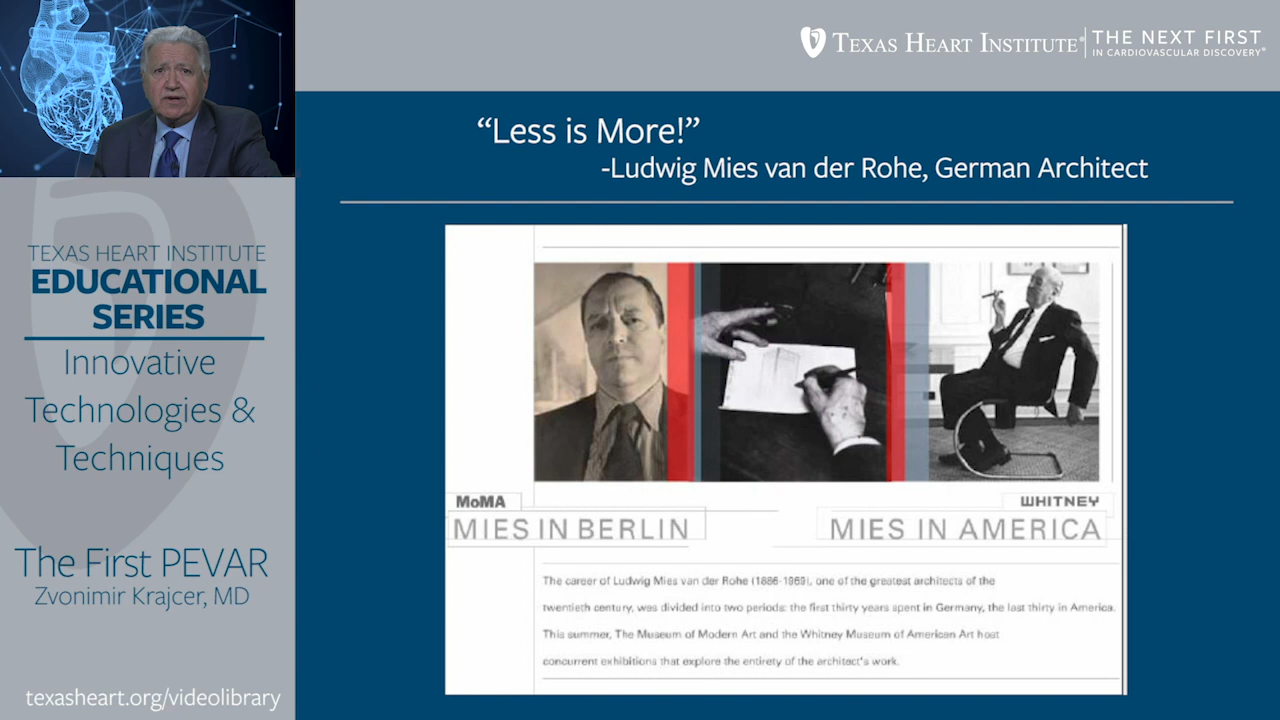 TEXAS HEART INSTITUTE®
THE NEXT FIRST
IN CARDIOVASCULAR DISCOVERY®
“Less is More!”
-Ludwig Mies van der Rohe, German Architect
TEXAS HEART INSTITUTE
EDUCATIONAL
SERIES
Innovative
Technologies &
Techniques
The First PEVAR
Zvonimir Krajcer, MD
texasheart.org/videolibrary
MoMA
MIES IN BERLIN
WHITNEY
MIES IN AMERICA
The career of Ludwig Mies van der Rohe (1886-1969), one of the greatest architects of the
twentieth century, was divided into two periods: the first thirty years spent in Germany, the last thirty in America.
This summer, The Museum of Modern Art and the Whitney Museum of American Art host
concurrent exhibitions that explore the entirety of the architect's work.